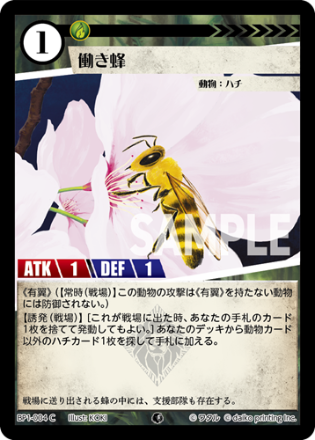 1
働き蜂
動物：ハチ
SAMPLE
ATK 1 DEF 1
《有翼》（【常時（戦場）】この動物の攻撃は《有翼》を持たない動物
には防御されない。）
【誘発（戦場）】［これが戦場に出た時、あなたの手札のカード
1枚を捨てて発動してもよい。］あなたのデッキから動物カード
以外のハチカード1枚を探して手札に加える。
戦場に送り出される蜂の中には、支援部隊も存在する。
BP1-004 C Illust: KOKI
©ワタル ©daiko printing Inc.